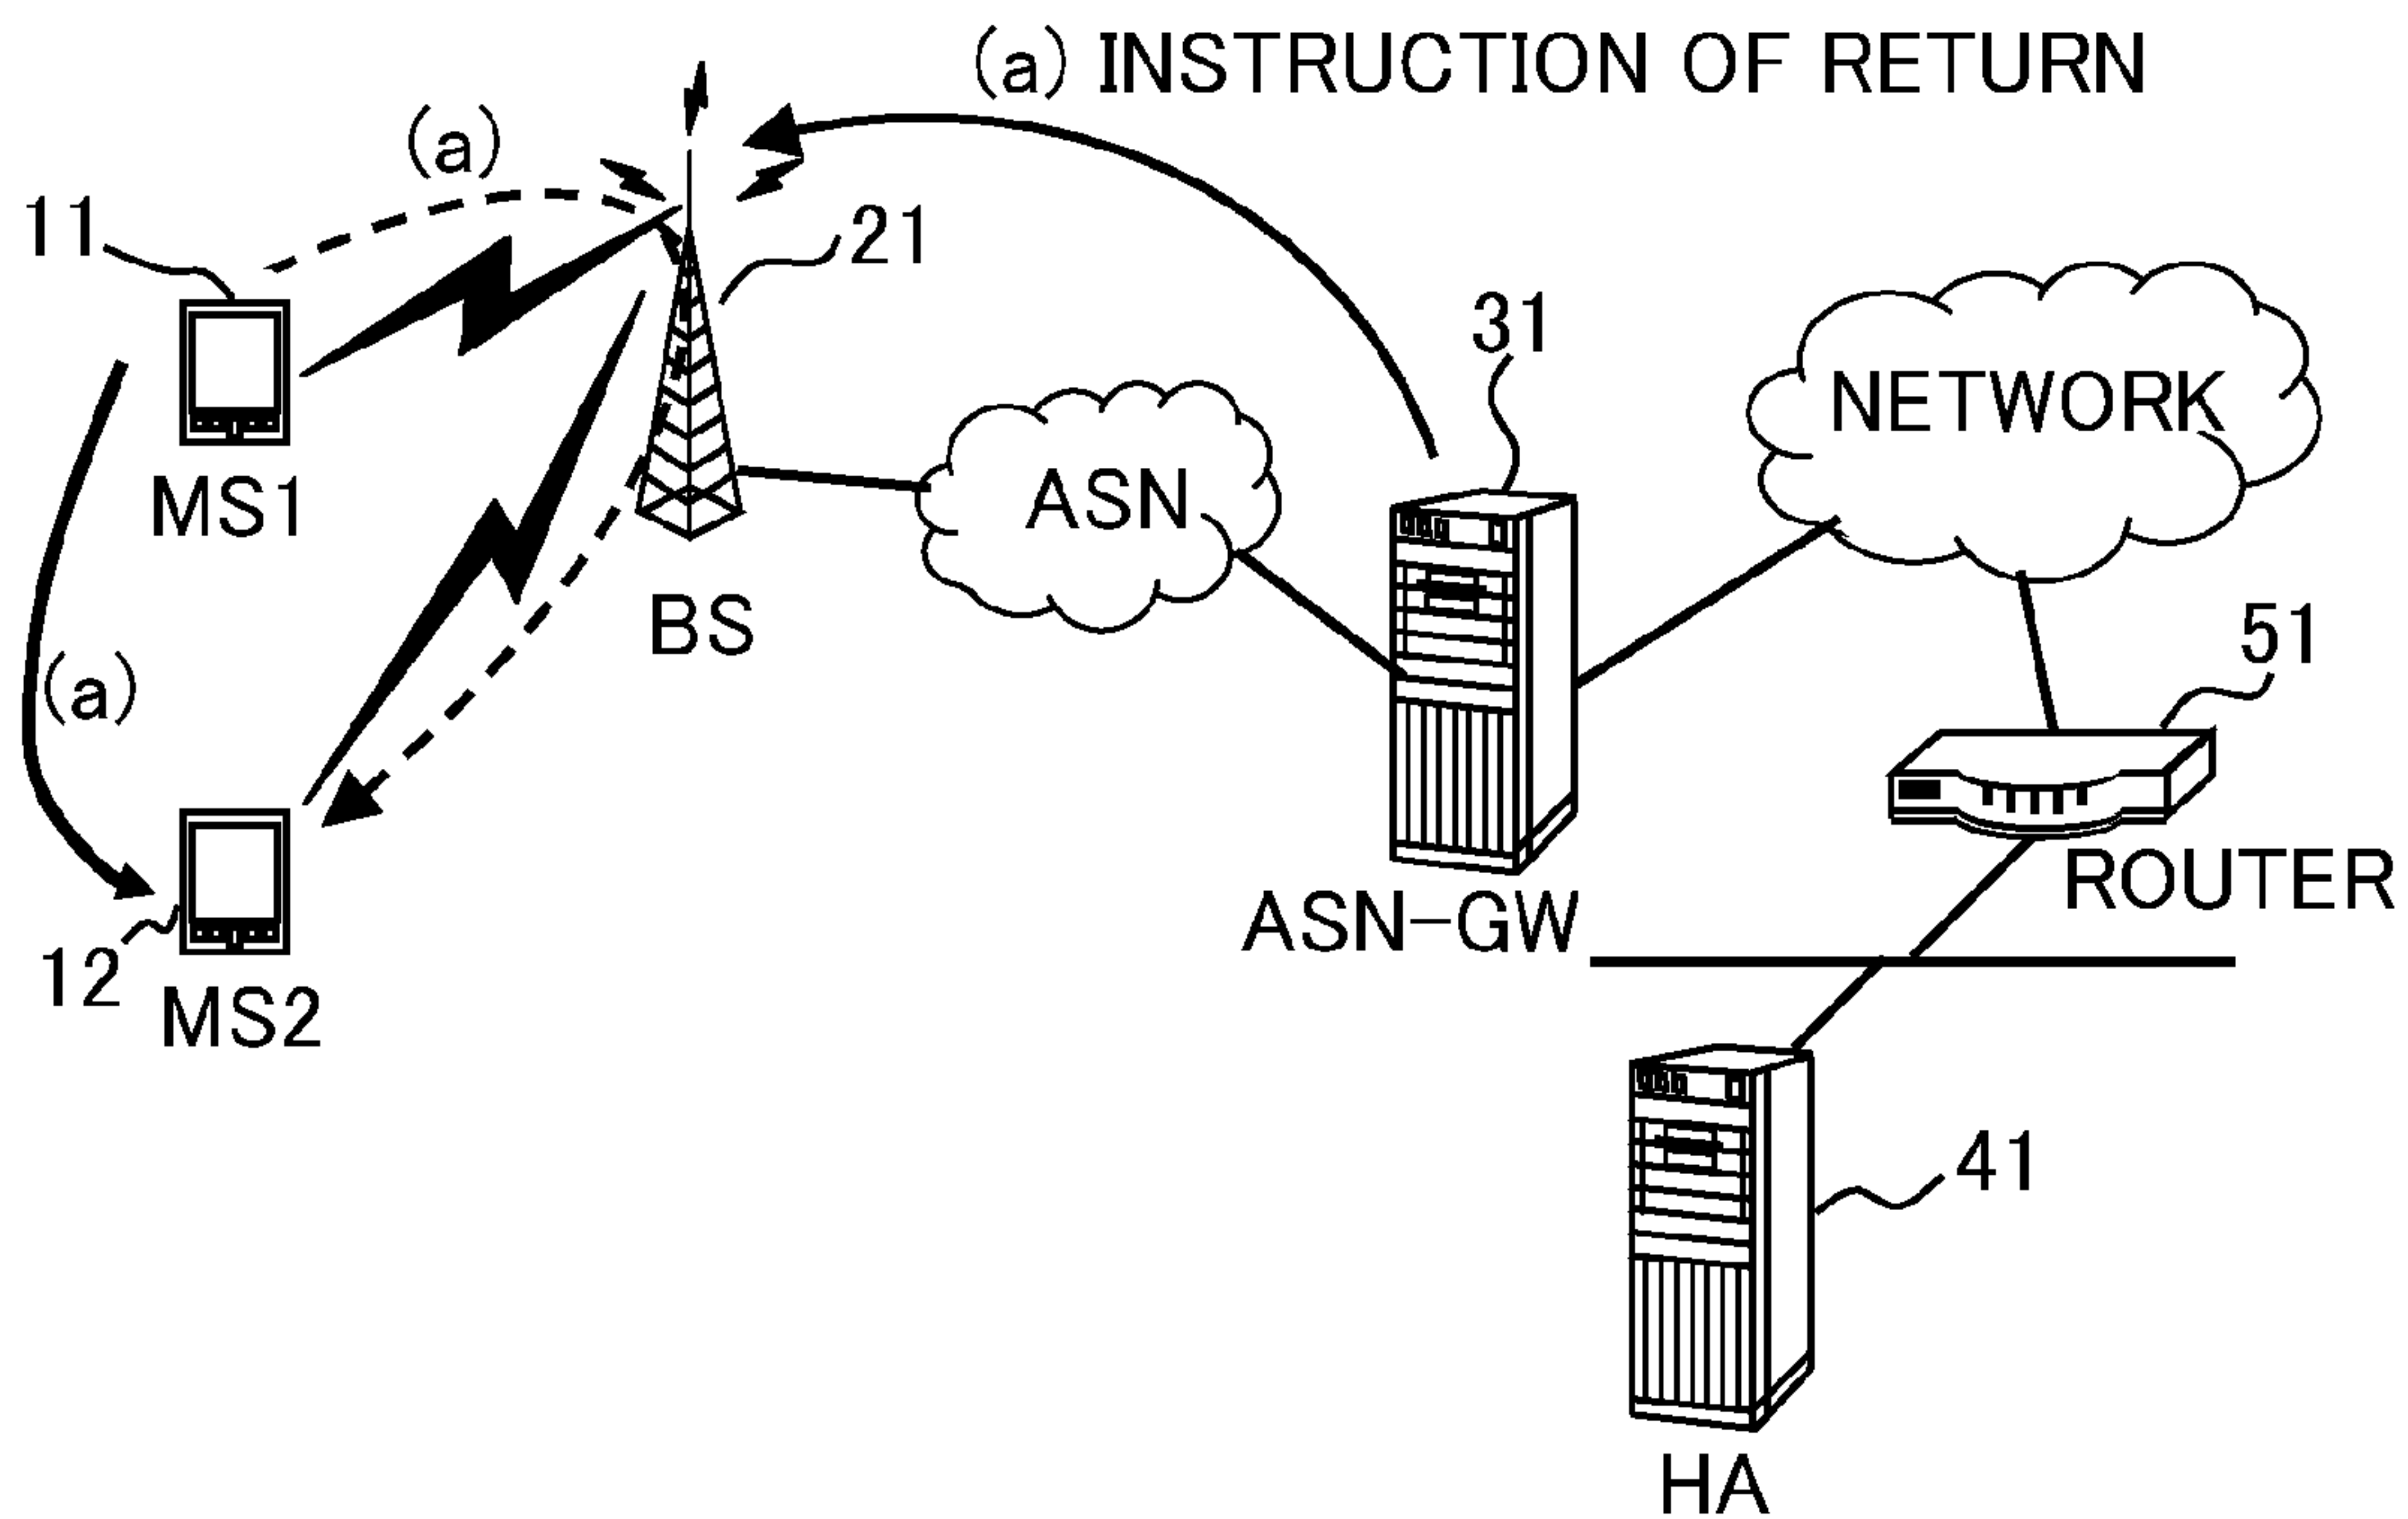 (a) INSTRUCTION OF RETURN
(a)
11
21
31
NETWORK
ASN
MS1
BS
51
(a)
ROUTER
ASN-GW
12
MS2
41
HA